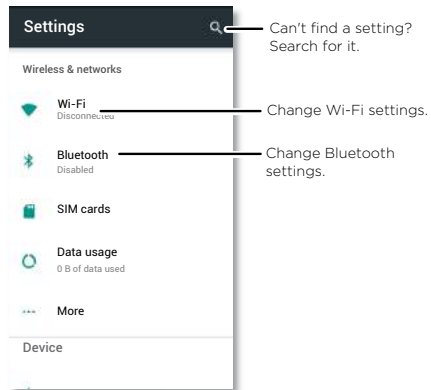 Settings
Can't find a setting?
Search for it.
Wireless & networks
Wi-Fi
Disconnected
Change Wi-Fi settings.
Bluetooth
Disabled
Change Bluetooth
settings.
SIM cards
Data usage
0 B of data used
More
Device